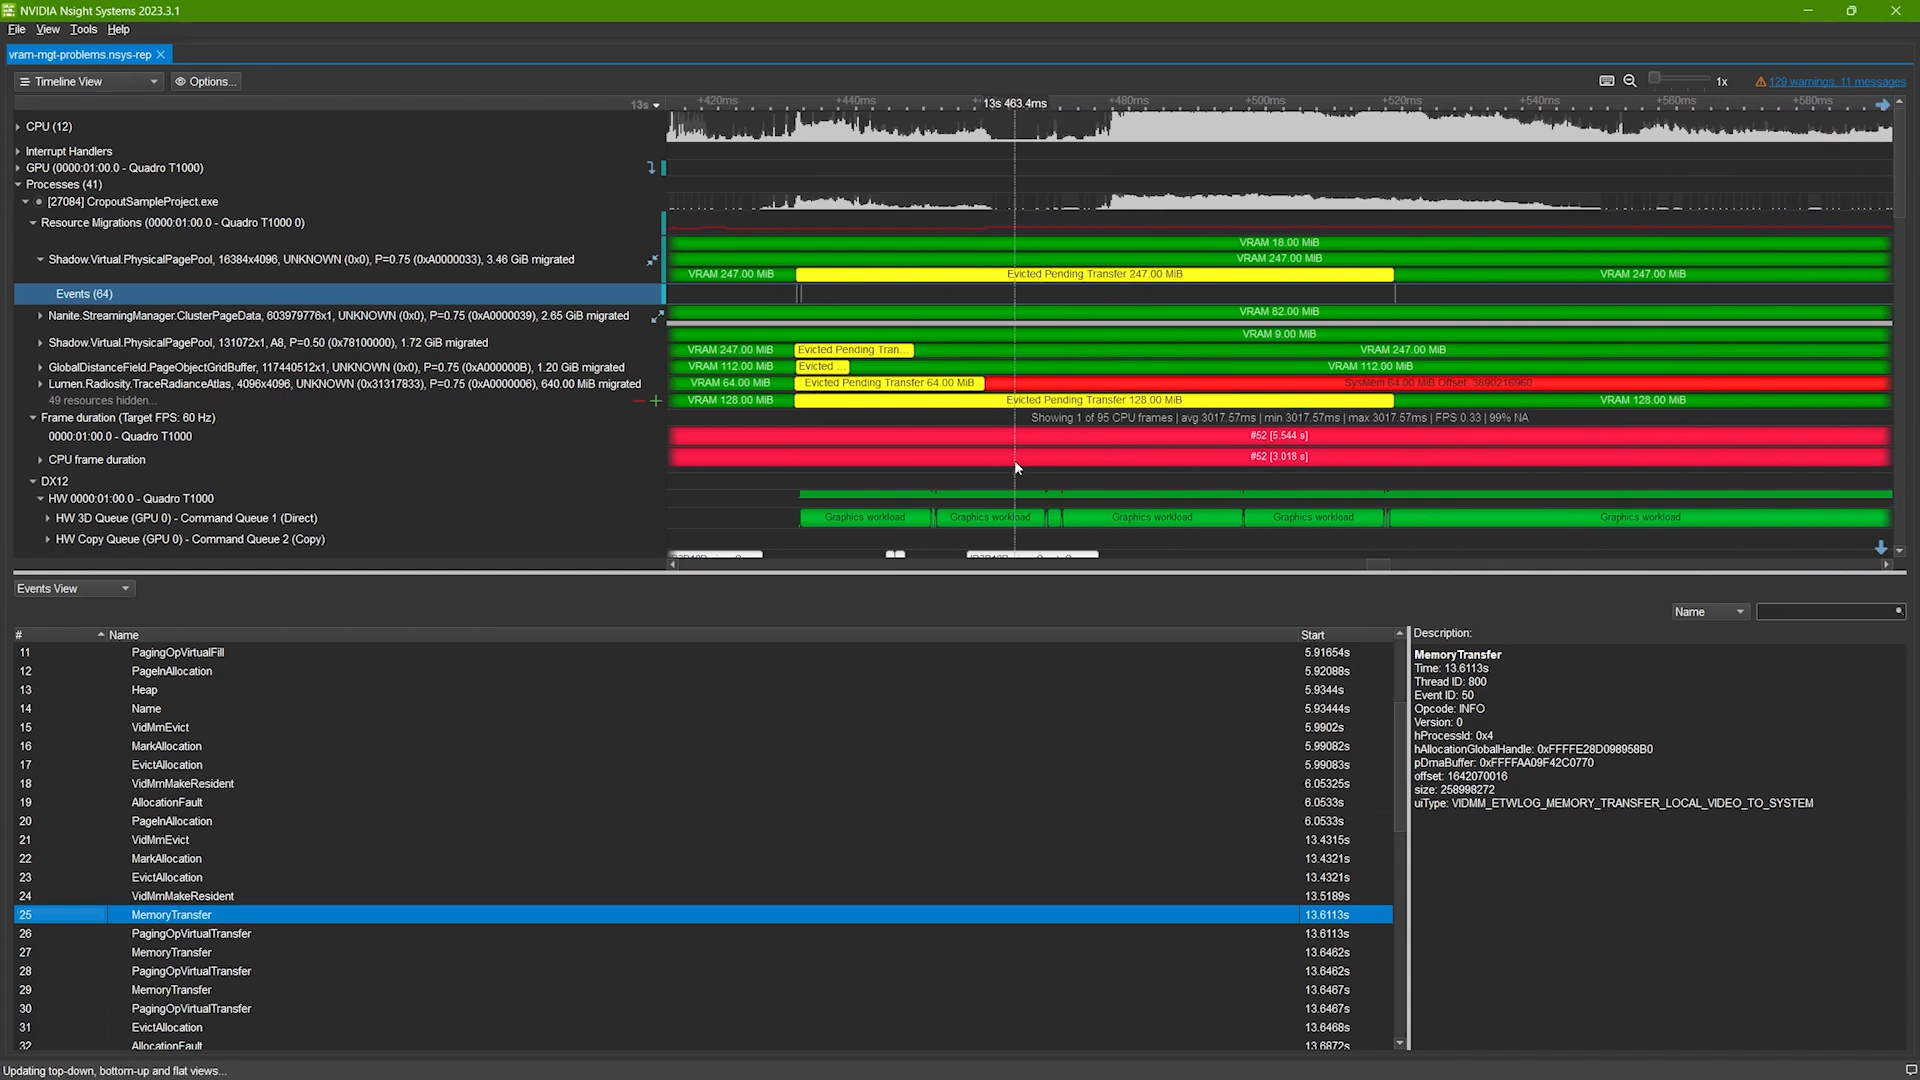 NVIDIA Nsight Systems 2023.3.1
File View Tools Help
vram-mgt-problems.nsys-rep
Timeline View Options... 1x 129 warnings, 11 messages
13s +420ms +440ms 13s 463.4ms +480ms +500ms +520ms +540ms +560ms +580ms
CPU (12)
Interrupt Handlers
GPU (0000:01:00.0 - Quadro T1000)
Processes (41)
[27084] CropoutSampleProject.exe
Resource Migrations (0000:01:00.0 - Quadro T1000 0)
VRAM 18.00 MiB
Shadow.Virtual.PhysicalPagePool, 16384x4096, UNKNOWN (0x0), P=0.75 (0xA0000033), 3.46 GiB migrated VRAM 247.00 MiB
VRAM 247.00 MiB Evicted Pending Transfer 247.00 MiB VRAM 247.00 MiB
Events (64)
Nanite.StreamingManager.ClusterPageData, 603979776x1, UNKNOWN (0x0), P=0.75 (0xA0000039), 2.65 GiB migrated VRAM 82.00 MiB
VRAM 9.00 MiB
Shadow.Virtual.PhysicalPagePool, 131072x1, A8, P=0.50 (0x78100000), 1.72 GiB migrated VRAM 247.00 MiB Evicted Pending Tran... VRAM 247.00 MiB
GlobalDistanceField.PageObjectGridBuffer, 117440512x1, UNKNOWN (0x0), P=0.75 (0xA000000B), 1.20 GiB migrated VRAM 112.00 MiB Evicted ... VRAM 112.00 MiB
Lumen.Radiosity.TraceRadianceAtlas, 4096x4096, UNKNOWN (0x31317833), P=0.75 (0xA0000006), 640.00 MiB migrated VRAM 64.00 MiB Evicted Pending Transfer 64.00 MiB SysMem 64.00 MiB Offset: 3890216960
49 resources hidden... VRAM 128.00 MiB Evicted Pending Transfer 128.00 MiB VRAM 128.00 MiB
Frame duration (Target FPS: 60 Hz) Showing 1 of 95 CPU frames | avg 3017.57ms | min 3017.57ms | max 3017.57ms | FPS 0.33 | 99% NA
0000:01:00.0 - Quadro T1000 #52 [5.544 s]
CPU frame duration #52 [3.018 s]
DX12
HW 0000:01:00.0 - Quadro T1000
HW 3D Queue (GPU 0) - Command Queue 1 (Direct) Graphics workload Graphics workload Graphics workload Graphics workload Graphics workload
HW Copy Queue (GPU 0) - Command Queue 2 (Copy)
Events View
Name
# Name Start Description:
11 PagingOpVirtualFill 5.91654s
12 PageInAllocation 5.92088s
13 Heap 5.9344s
14 Name 5.93444s
15 VidMmEvict 5.9902s
16 MarkAllocation 5.99082s
17 EvictAllocation 5.99083s
18 VidMmMakeResident 6.05325s
19 AllocationFault 6.0533s
20 PageInAllocation 6.0533s
21 VidMmEvict 13.4315s
22 MarkAllocation 13.4321s
23 EvictAllocation 13.4321s
24 VidMmMakeResident 13.5189s
25 MemoryTransfer 13.6113s
26 PagingOpVirtualTransfer 13.6113s
27 MemoryTransfer 13.6462s
28 PagingOpVirtualTransfer 13.6462s
29 MemoryTransfer 13.6467s
30 PagingOpVirtualTransfer 13.6467s
31 EvictAllocation 13.6468s
32 AllocationFault 13.6872s
MemoryTransfer
Time: 13.6113s
Thread ID: 800
Event ID: 50
Opcode: INFO
Version: 0
hProcessId: 0x4
hAllocationGlobalHandle: 0xFFFFE28D098958B0
pDmaBuffer: 0xFFFFAA09F42C0770
offset: 1642070016
size: 258998272
uiType: VIDMM_ETWLOG_MEMORY_TRANSFER_LOCAL_VIDEO_TO_SYSTEM
Updating top-down, bottom-up and flat views...